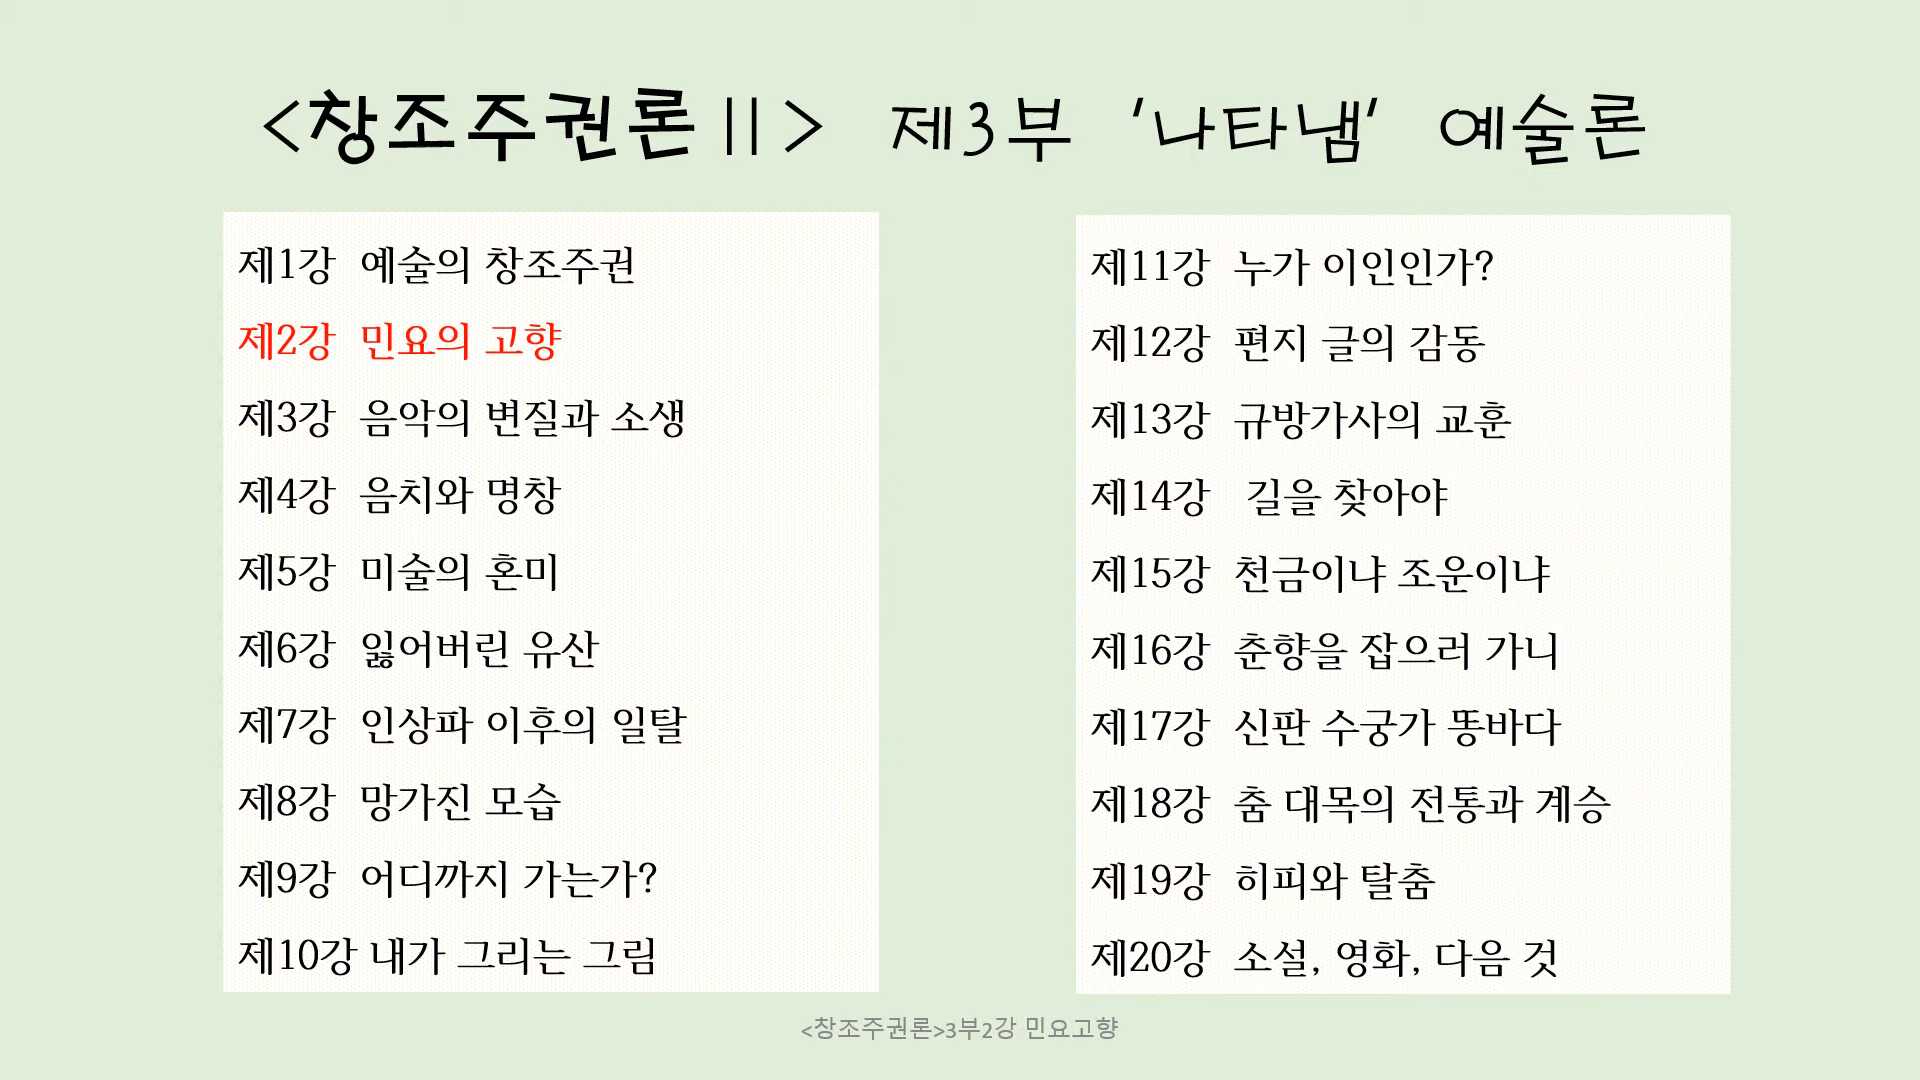 <창조주권론 II> 제3부 '나타냄' 예술론
제1강 예술의 창조주권
제2강 민요의 고향
제3강 음악의 변질과 소생
제4강 음치와 명창
제5강 미술의 혼미
제6강 잃어버린 유산
제7강 인상파 이후의 일탈
제8강 망가진 모습
제9강 어디까지 가는가?
제10강 내가 그리는 그림
제11강 누가 이인인가?
제12강 편지 글의 감동
제13강 규방가사의 교훈
제14강 길을 찾아야
제15강 천금이냐 조운이냐
제16강 춘향을 잡으러 가니
제17강 신판 수궁가 똥바다
제18강 춤 대목의 전통과 계승
제19강 히피와 탈춤
제20강 소설, 영화, 다음 것
<창조주권론>3부2강 민요고향